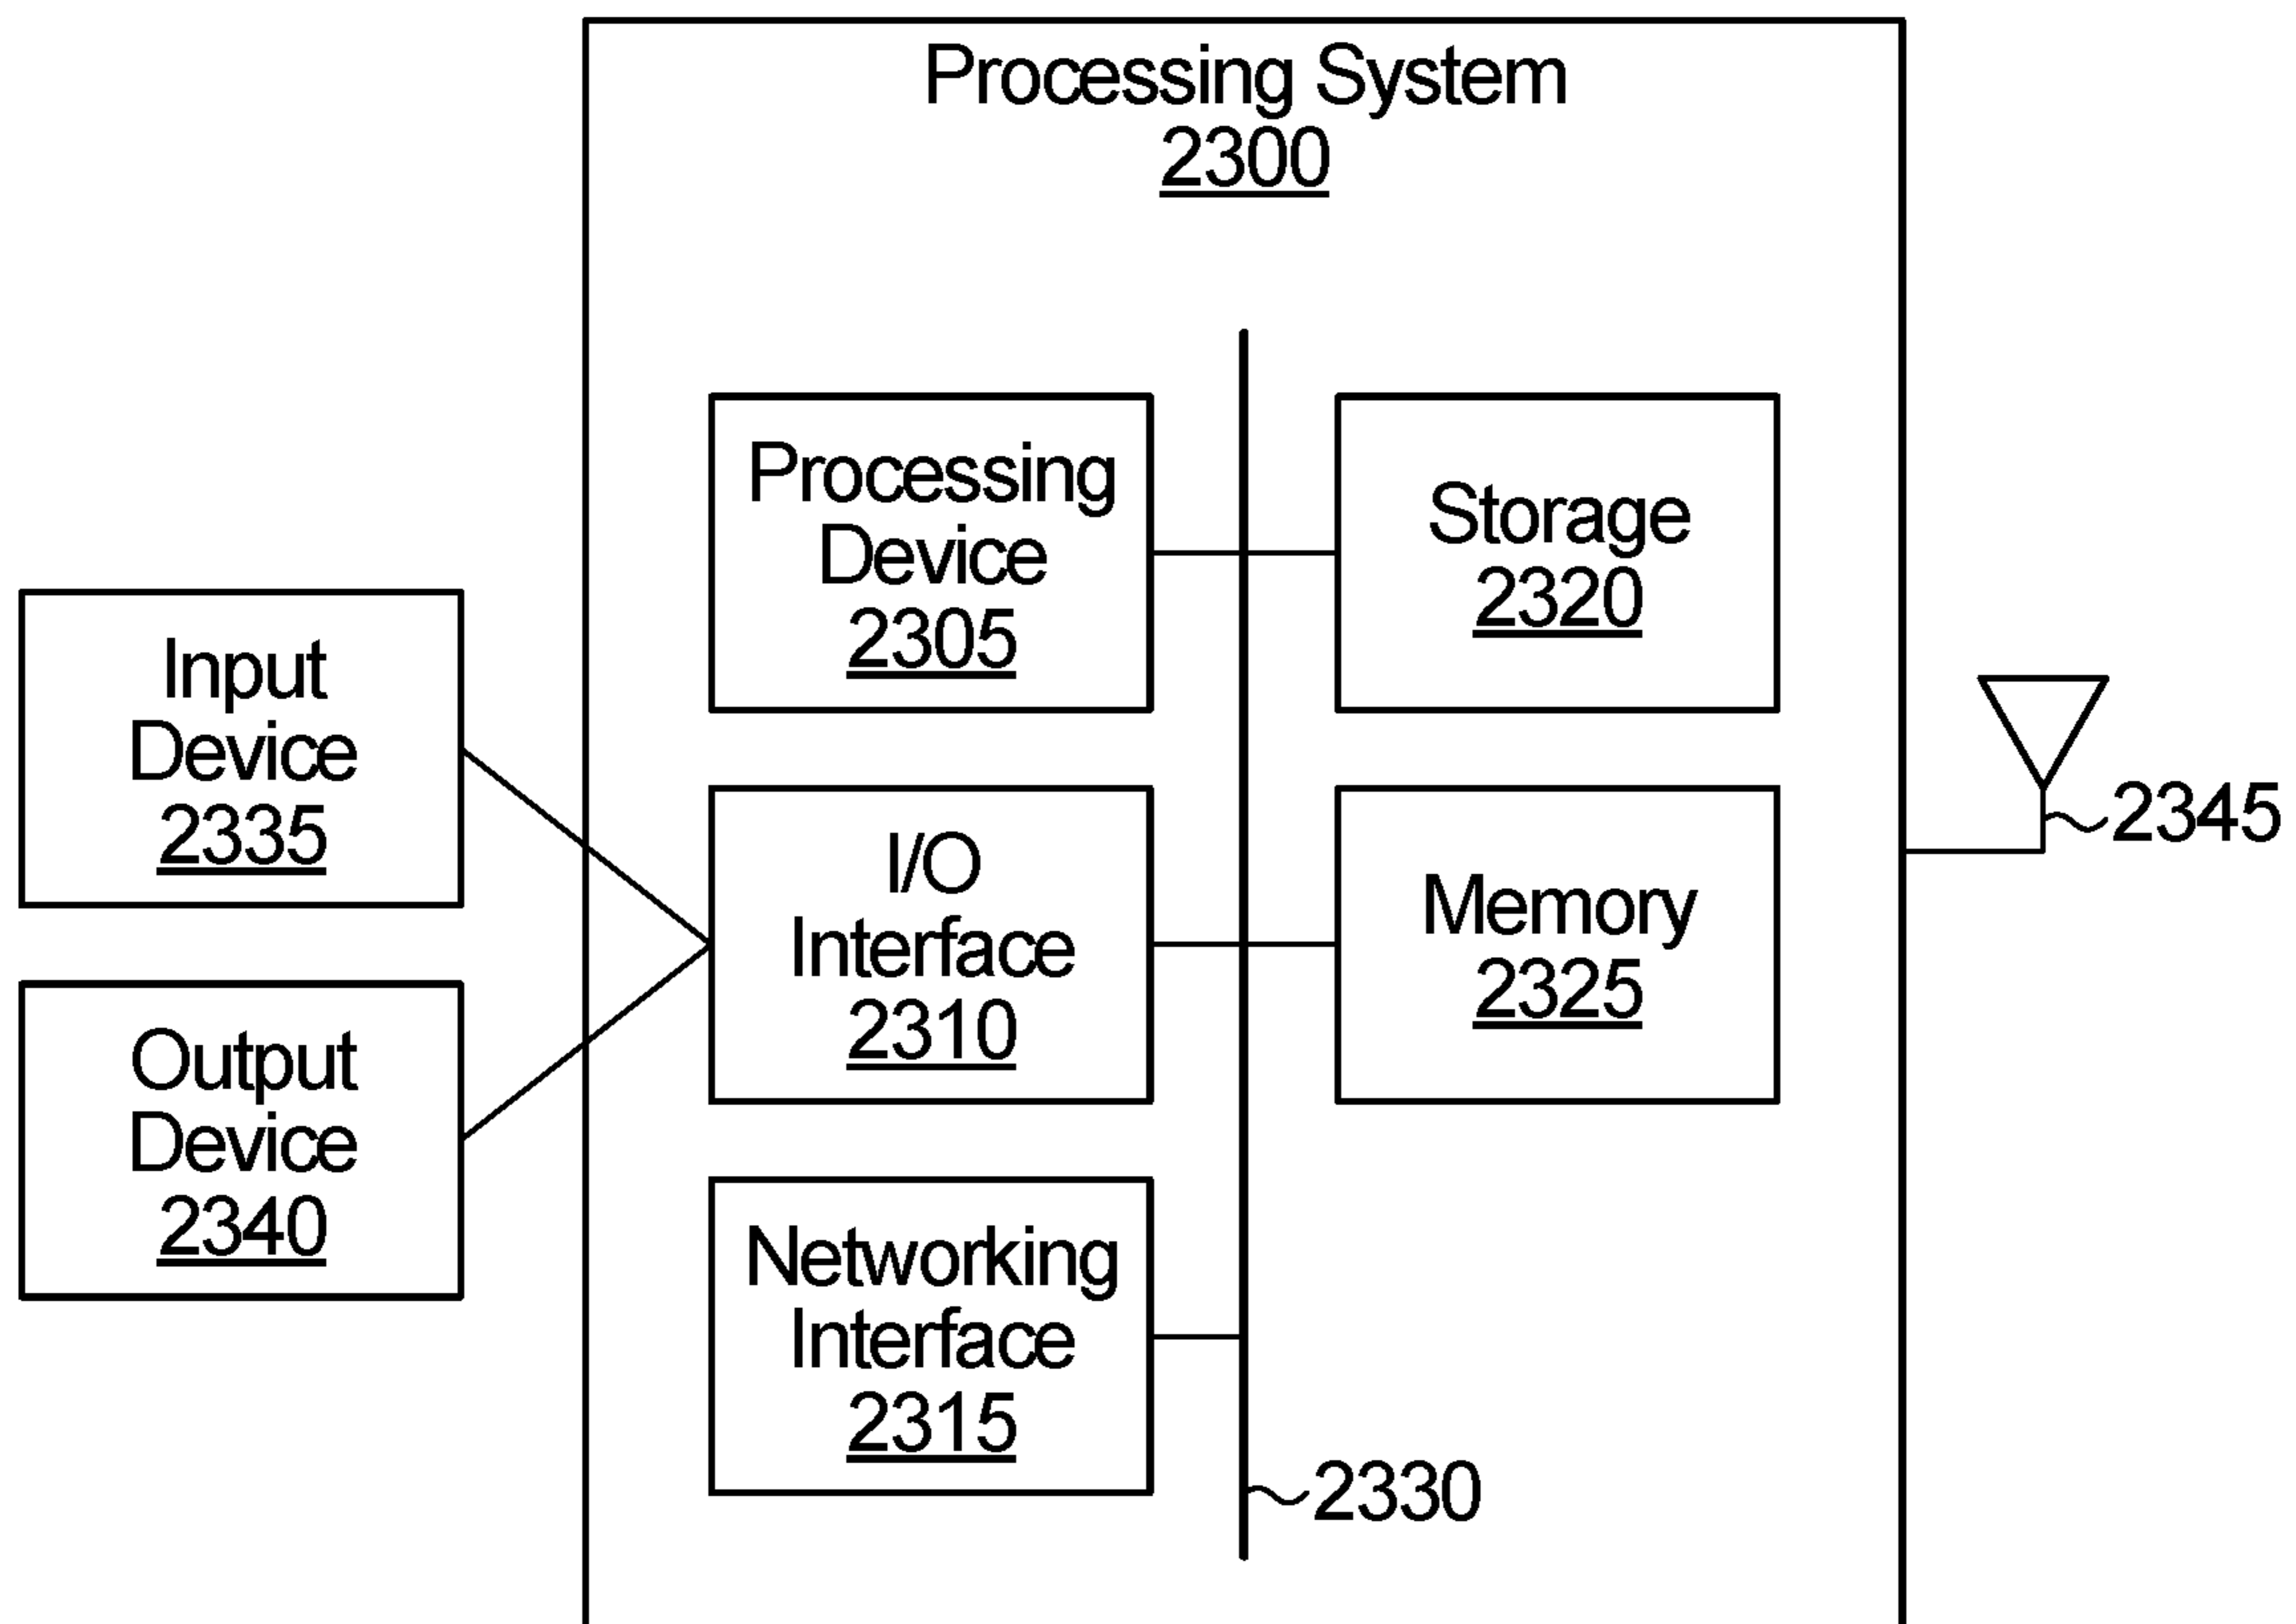 Processing System
2300
Processing
Device
2305
Storage
2320
Input
Device
2335
I/O
Interface
2310
Memory
2325
2345
Output
Device
2340
Networking
Interface
2315
2330